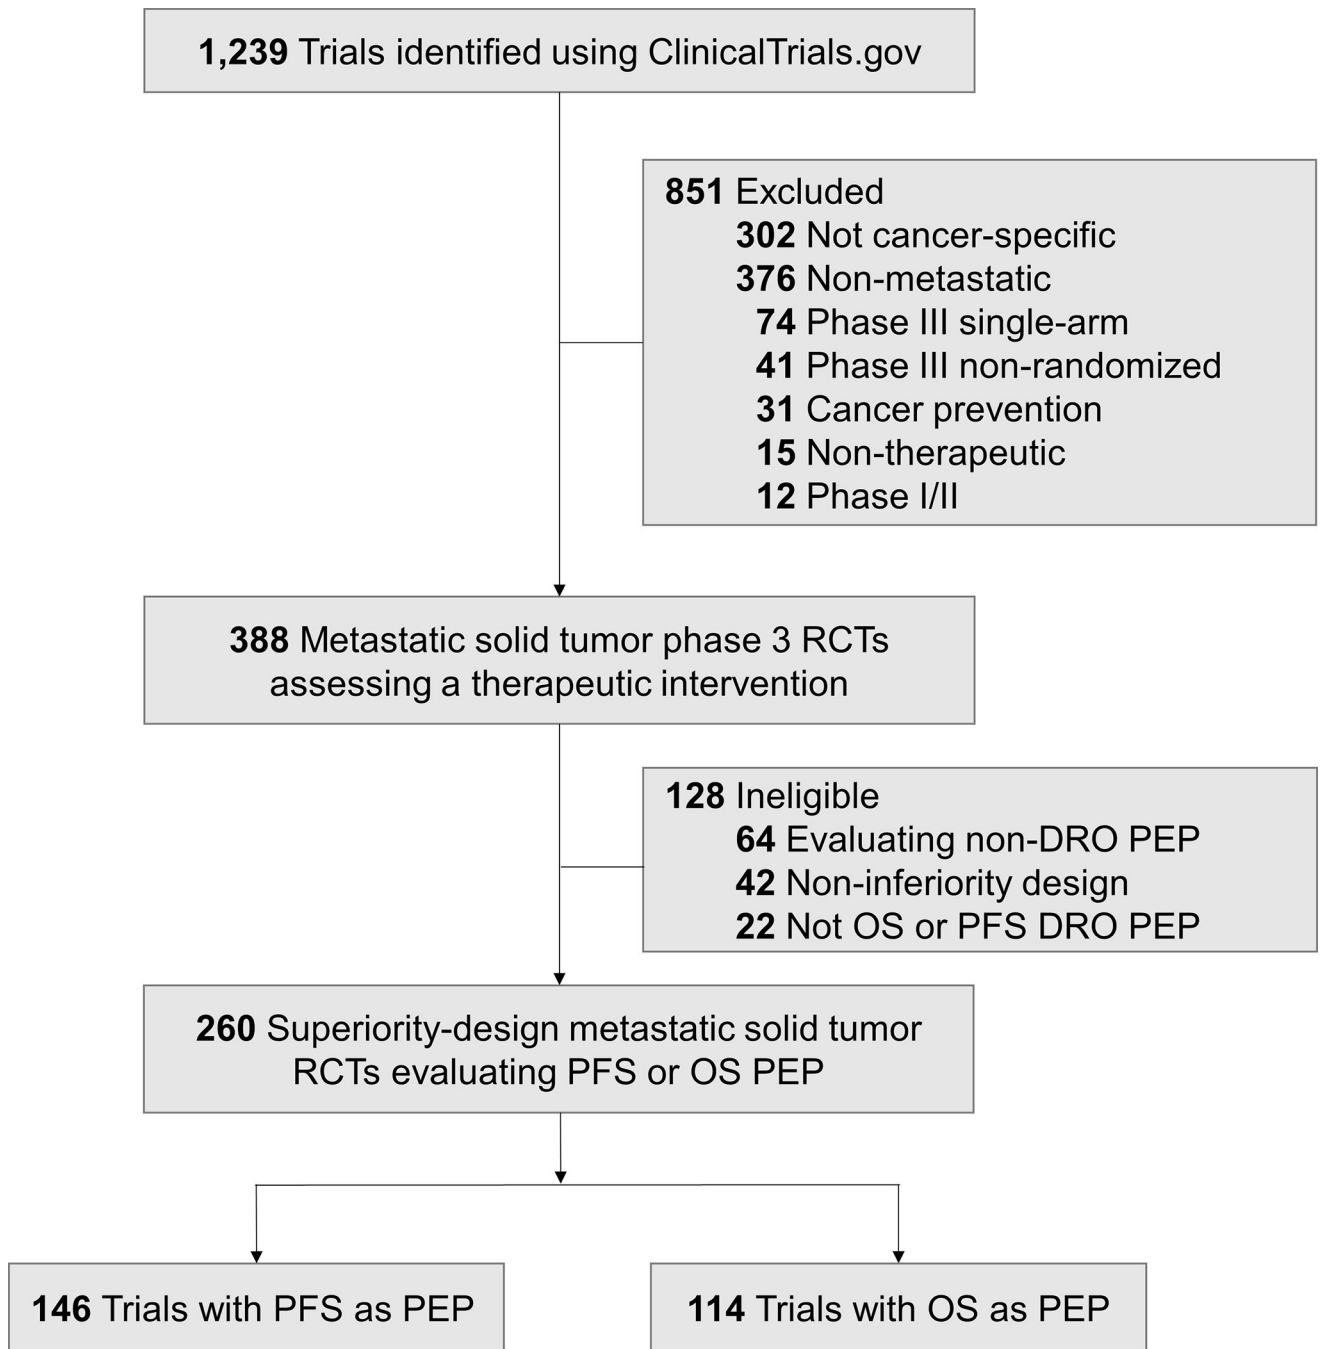 1,239 Trials identified using ClinicalTrials.gov
851 Excluded
302 Not cancer-specific
376 Non-metastatic
74 Phase III single-arm
41 Phase III non-randomized
31 Cancer prevention
15 Non-therapeutic
12 Phase I/II
388 Metastatic solid tumor phase 3 RCTs
assessing a therapeutic intervention
128 Ineligible
64 Evaluating non-DRO PEP
42 Non-inferiority design
22 Not OS or PFS DRO PEP
260 Superiority-design metastatic solid tumor
RCTs evaluating PFS or OS PEP
146 Trials with PFS as PEP
114 Trials with OS as PEP